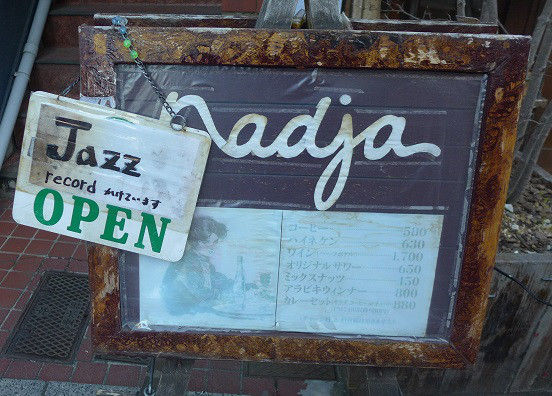 nadja
Jazz
record かけています
OPEN
コーヒー 500
ハイネケン 630
ワイン 4,700
オリジナルサワー 650
ミックスナッツ 450
アラビキウィンナー 800
カレーセット 880